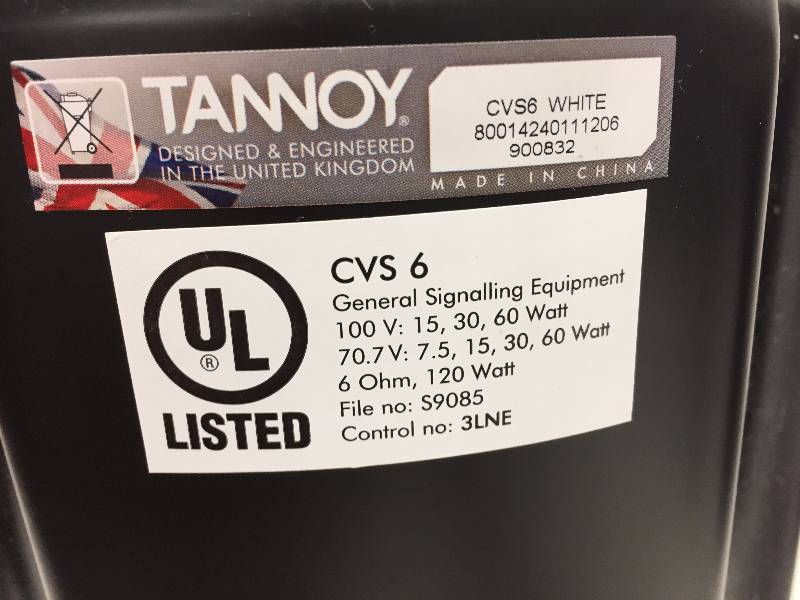 TANNOY®
DESIGNED & ENGINEERED
IN THE UNITED KINGDOM
CVS6 WHITE
80014240111206
900832
MADE IN CHINA
UL®
LISTED
CVS 6
General Signalling Equipment
100 V: 15, 30, 60 Watt
70.7 V: 7.5, 15, 30, 60 Watt
6 Ohm, 120 Watt
File no: S9085
Control no: 3LNE